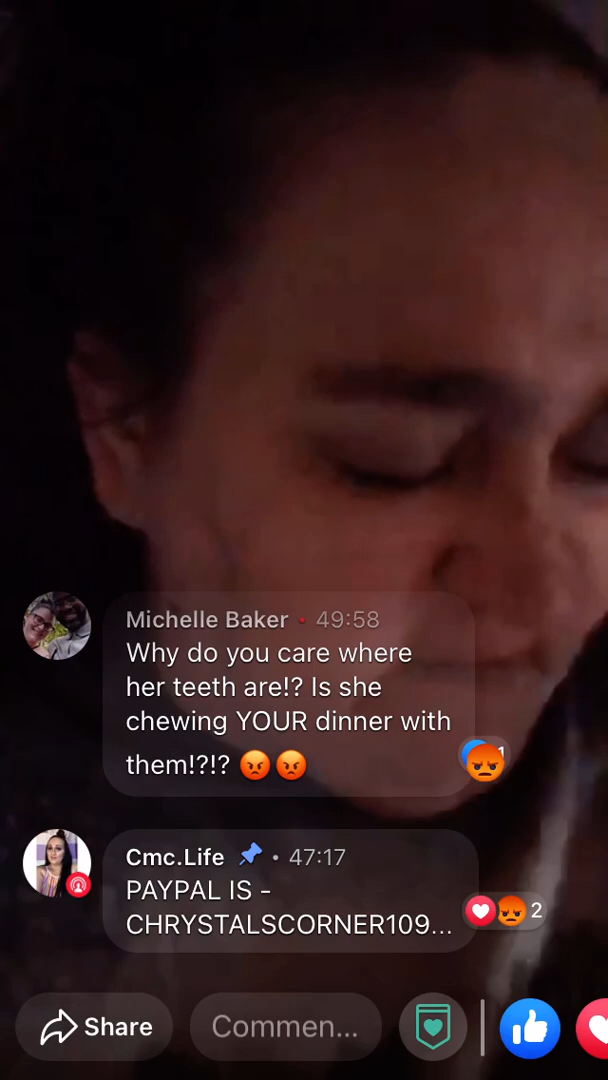 Michelle Baker • 49:58
Why do you care where
her teeth are!? Is she
chewing YOUR dinner with
them!?!? 😡😡
1
Cmc.Life 📌 • 47:17
PAYPAL IS -
CHRYSTALSCORNER109...
2
Share
Commen...